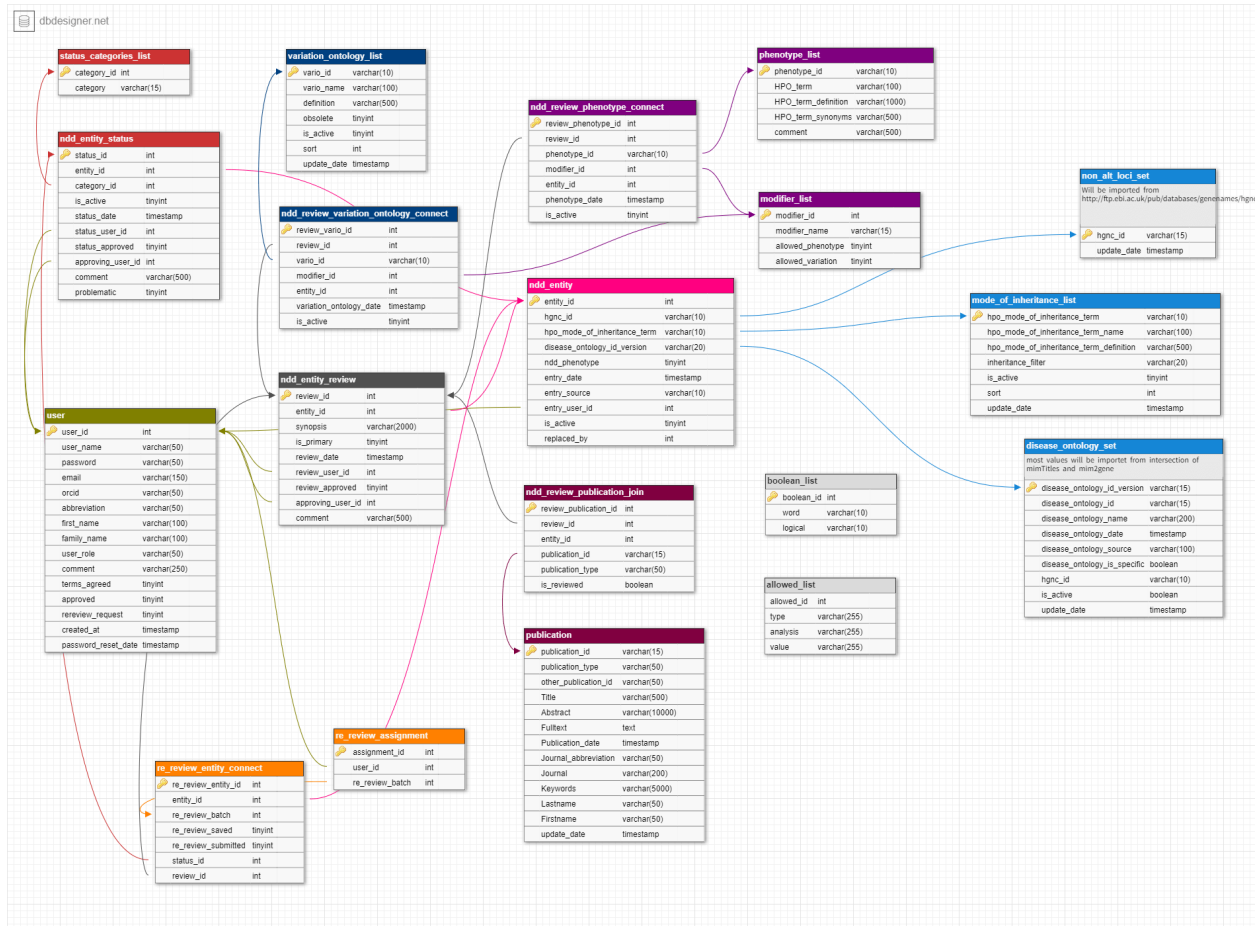 dbdesigner.net
status_categories_list
category_id int
category varchar(15)
ndd_entity_status
status_id int
entity_id int
category_id int
is_active tinyint
status_date timestamp
status_user_id int
status_approved tinyint
approving_user_id int
comment varchar(500)
problematic tinyint
variation_ontology_list
vario_id varchar(10)
vario_name varchar(100)
definition varchar(500)
obsolete tinyint
is_active tinyint
sort int
update_date timestamp
ndd_review_variation_ontology_connect
review_vario_id int
review_id int
vario_id varchar(10)
modifier_id int
entity_id int
variation_ontology_date timestamp
is_active tinyint
ndd_review_phenotype_connect
review_phenotype_id int
review_id int
phenotype_id varchar(10)
modifier_id int
entity_id int
phenotype_date timestamp
is_active tinyint
phenotype_list
phenotype_id varchar(10)
HPO_term varchar(100)
HPO_term_definition varchar(1000)
HPO_term_synonyms varchar(500)
comment varchar(500)
modifier_list
modifier_id int
modifier_name varchar(15)
allowed_phenotype tinyint
allowed_variation tinyint
non_alt_loci_set
Will be imported from
http://ftp.ebi.ac.uk/pub/databases/genenames/hgnc
hgnc_id varchar(15)
update_date timestamp
ndd_entity
entity_id int
hgnc_id varchar(10)
hpo_mode_of_inheritance_term varchar(10)
disease_ontology_id_version varchar(20)
ndd_phenotype tinyint
entry_date timestamp
entry_source varchar(10)
entry_user_id int
is_active tinyint
replaced_by int
mode_of_inheritance_list
hpo_mode_of_inheritance_term varchar(10)
hpo_mode_of_inheritance_term_name varchar(100)
hpo_mode_of_inheritance_term_definition varchar(500)
inheritance_filter varchar(20)
is_active tinyint
sort int
update_date timestamp
ndd_entity_review
review_id int
entity_id int
synopsis varchar(2000)
is_primary tinyint
review_date timestamp
review_user_id int
review_approved tinyint
approving_user_id int
comment varchar(500)
user
user_id int
user_name varchar(50)
password varchar(50)
email varchar(150)
orcid varchar(50)
abbreviation varchar(50)
first_name varchar(100)
family_name varchar(100)
user_role varchar(50)
comment varchar(250)
terms_agreed tinyint
approved tinyint
rereview_request tinyint
created_at timestamp
password_reset_date timestamp
disease_ontology_set
most values will be importet from intersection of
mimTitles and mim2gene
disease_ontology_id_version varchar(15)
disease_ontology_id varchar(15)
disease_ontology_name varchar(200)
disease_ontology_date timestamp
disease_ontology_source varchar(100)
disease_ontology_is_specific boolean
hgnc_id varchar(10)
is_active boolean
update_date timestamp
boolean_list
boolean_id int
word varchar(10)
logical varchar(10)
ndd_review_publication_join
review_publication_id int
review_id int
entity_id int
publication_id varchar(15)
publication_type varchar(50)
is_reviewed boolean
allowed_list
allowed_id int
type varchar(255)
analysis varchar(255)
value varchar(255)
publication
publication_id varchar(15)
publication_type varchar(50)
other_publication_id varchar(50)
Title varchar(500)
Abstract varchar(10000)
Fulltext text
Publication_date timestamp
Journal_abbreviation varchar(50)
Journal varchar(200)
Keywords varchar(5000)
Lastname varchar(50)
Firstname varchar(50)
update_date timestamp
re_review_assignment
assignment_id int
user_id int
re_review_batch int
re_review_entity_connect
re_review_entity_id int
entity_id int
re_review_batch int
re_review_saved tinyint
re_review_submitted tinyint
status_id int
review_id int